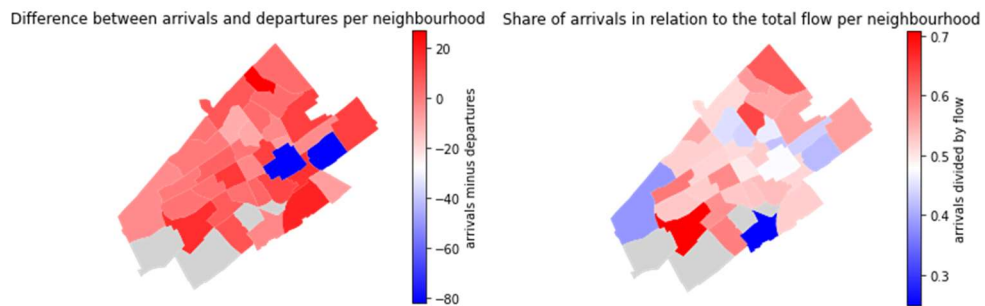 Difference between arrivals and departures per neighbourhood
20
0
−20
−40
−60
−80
arrivals minus departures
Share of arrivals in relation to the total flow per neighbourhood
0.7
0.6
0.5
0.4
0.3
arrivals divided by flow